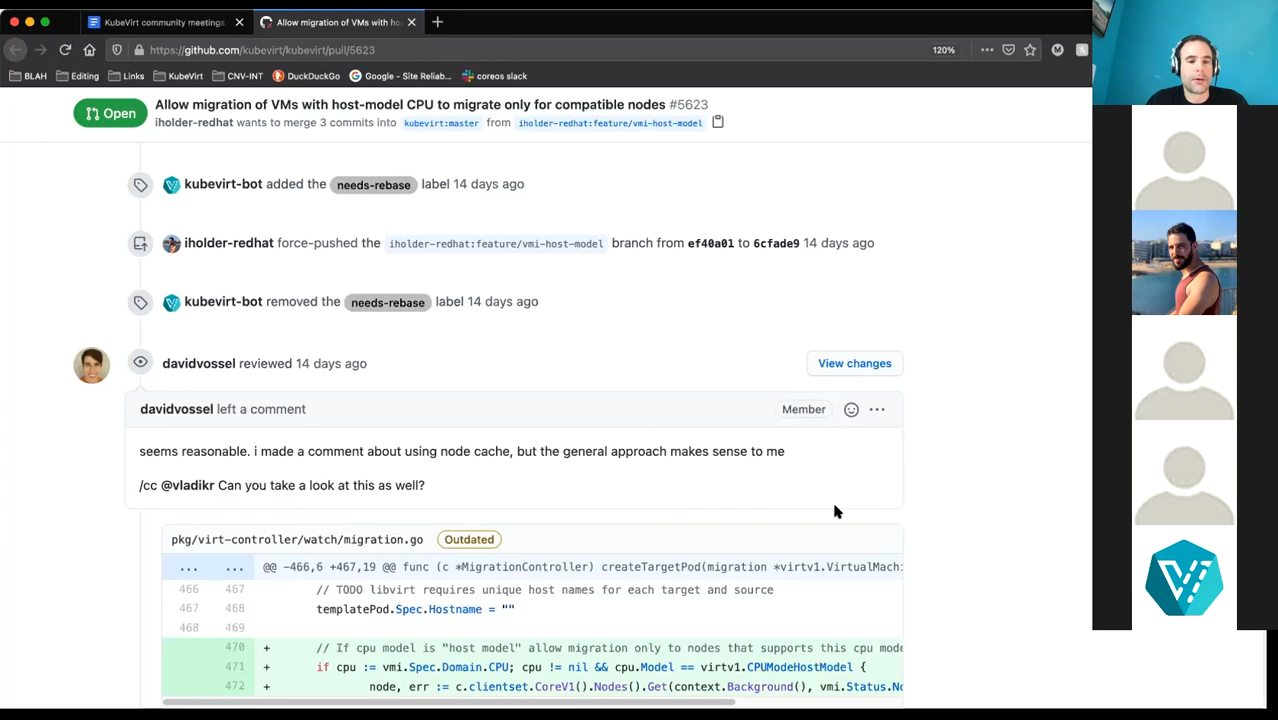 KubeVirt community meetings
Allow migration of VMs with ho
https://github.com/kubevirt/kubevirt/pull/5623
120%
BLAH
Editing
Links
KubeVirt
CNV-INT
DuckDuckGo
Google - Site Reliab...
coreos slack
Open
Allow migration of VMs with host-model CPU to migrate only for compatible nodes #5623
iholder-redhat wants to merge 3 commits into kubevirt:master from iholder-redhat:feature/vmi-host-model
kubevirt-bot added the needs-rebase label 14 days ago
iholder-redhat force-pushed the iholder-redhat:feature/vmi-host-model branch from ef40a01 to 6cfade9 14 days ago
kubevirt-bot removed the needs-rebase label 14 days ago
davidvossel reviewed 14 days ago
View changes
davidvossel left a comment
Member
seems reasonable. i made a comment about using node cache, but the general approach makes sense to me
/cc @vladikr Can you take a look at this as well?
pkg/virt-controller/watch/migration.go Outdated
... ... @@ -466,6 +467,19 @@ func (c *MigrationController) createTargetPod(migration *virtv1.VirtualMachi
466 467 // TODO libvirt requires unique host names for each target and source
467 468 templatePod.Spec.Hostname = ""
468 469
470 + // If cpu model is "host model" allow migration only to nodes that supports this cpu mode
471 + if cpu := vmi.Spec.Domain.CPU; cpu != nil && cpu.Model == virtv1.CPUModeHostModel {
472 + node, err := c.clientset.CoreV1().Nodes().Get(context.Background(), vmi.Status.No